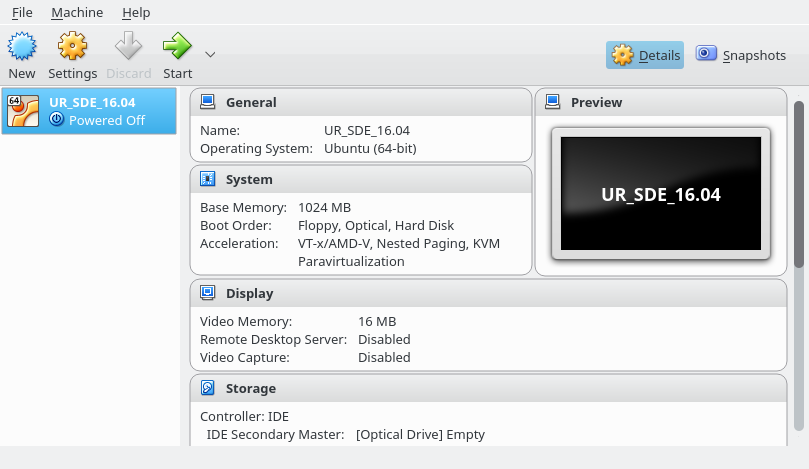 File Machine Help
New Settings Discard Start Details Snapshots
64
UR_SDE_16.04
Powered Off
General
Name: UR_SDE_16.04
Operating System: Ubuntu (64-bit)
System
Base Memory: 1024 MB
Boot Order: Floppy, Optical, Hard Disk
Acceleration: VT-x/AMD-V, Nested Paging, KVM
Paravirtualization
Preview
UR_SDE_16.04
Display
Video Memory: 16 MB
Remote Desktop Server: Disabled
Video Capture: Disabled
Storage
Controller: IDE
IDE Secondary Master: [Optical Drive] Empty